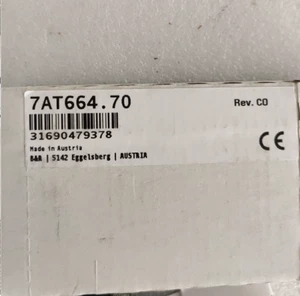 7AT664.70
Rev. C0
31690479378
Made in Austria
B&R | 5142 Eggelsberg | AUSTRIA
CE